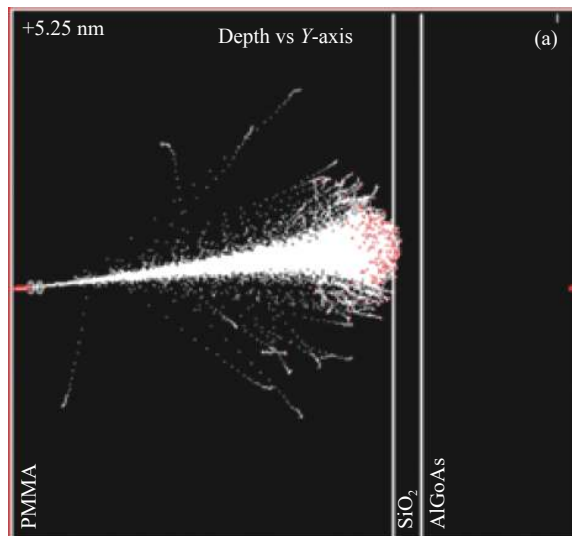 +5.25 nm
Depth vs Y-axis
(a)
PMMA
SiO₂
AlGoAs